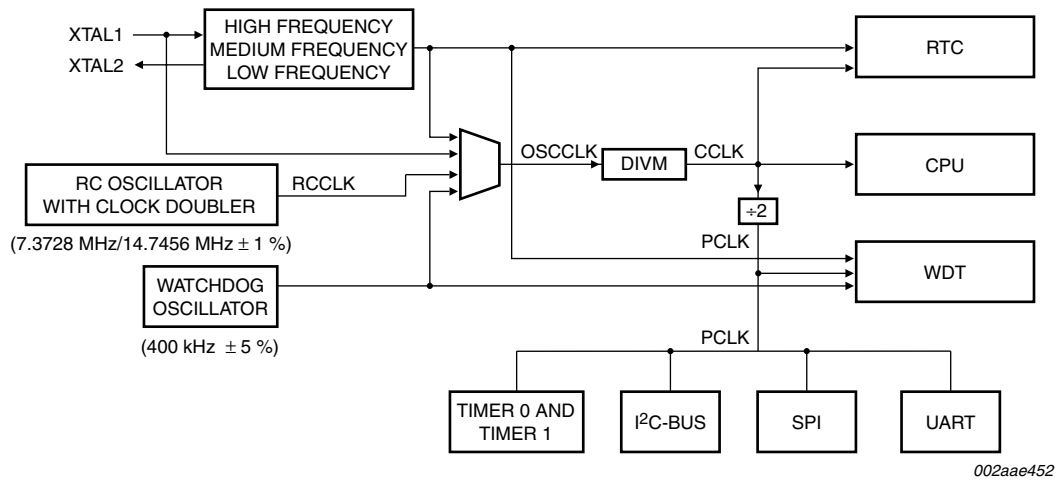 XTAL1
XTAL2
HIGH FREQUENCY
MEDIUM FREQUENCY
LOW FREQUENCY
RTC
OSCCLK
DIVM
CCLK
CPU
RC OSCILLATOR
WITH CLOCK DOUBLER
RCCLK
(7.3728 MHz/14.7456 MHz ± 1 %)
÷2
PCLK
WDT
WATCHDOG
OSCILLATOR
(400 kHz ± 5 %)
PCLK
TIMER 0 AND
TIMER 1
I²C-BUS
SPI
UART
002aae452